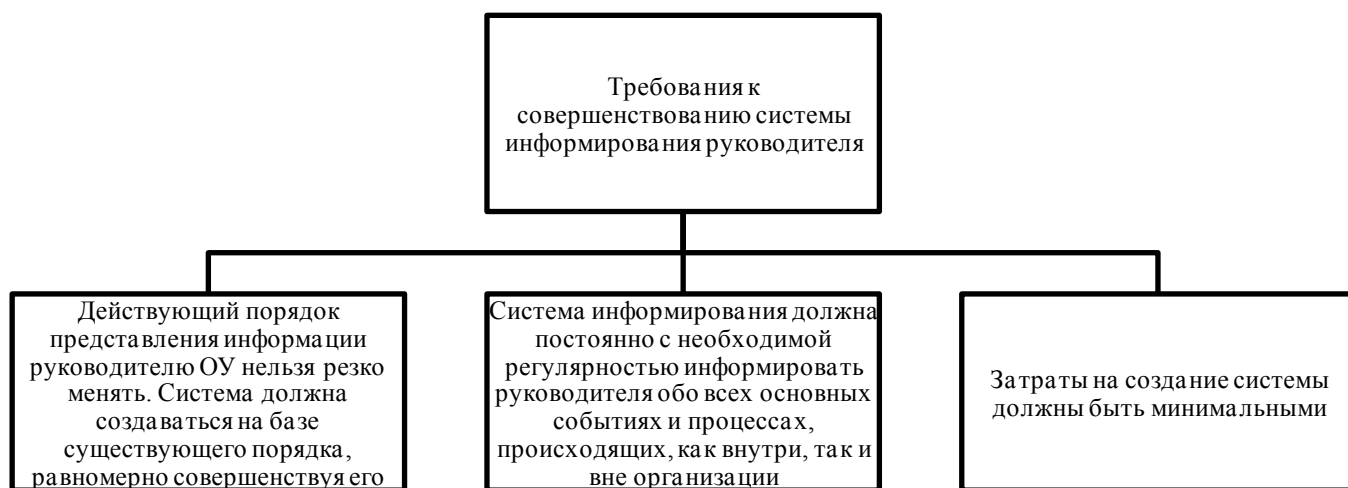 Требования к
совершенствованию системы
информирования руководителя
Действующий порядок
представления информации
руководителю ОУ нельзя резко
менять. Система должна
создаваться на базе
существующего порядка,
равномерно совершенствуя его
Система информирования должна
постоянно с необходимой
регулярностью информировать
руководителя обо всех основных
событиях и процессах,
происходящих, как внутри, так и
вне организации
Затраты на создание системы
должны быть минимальными